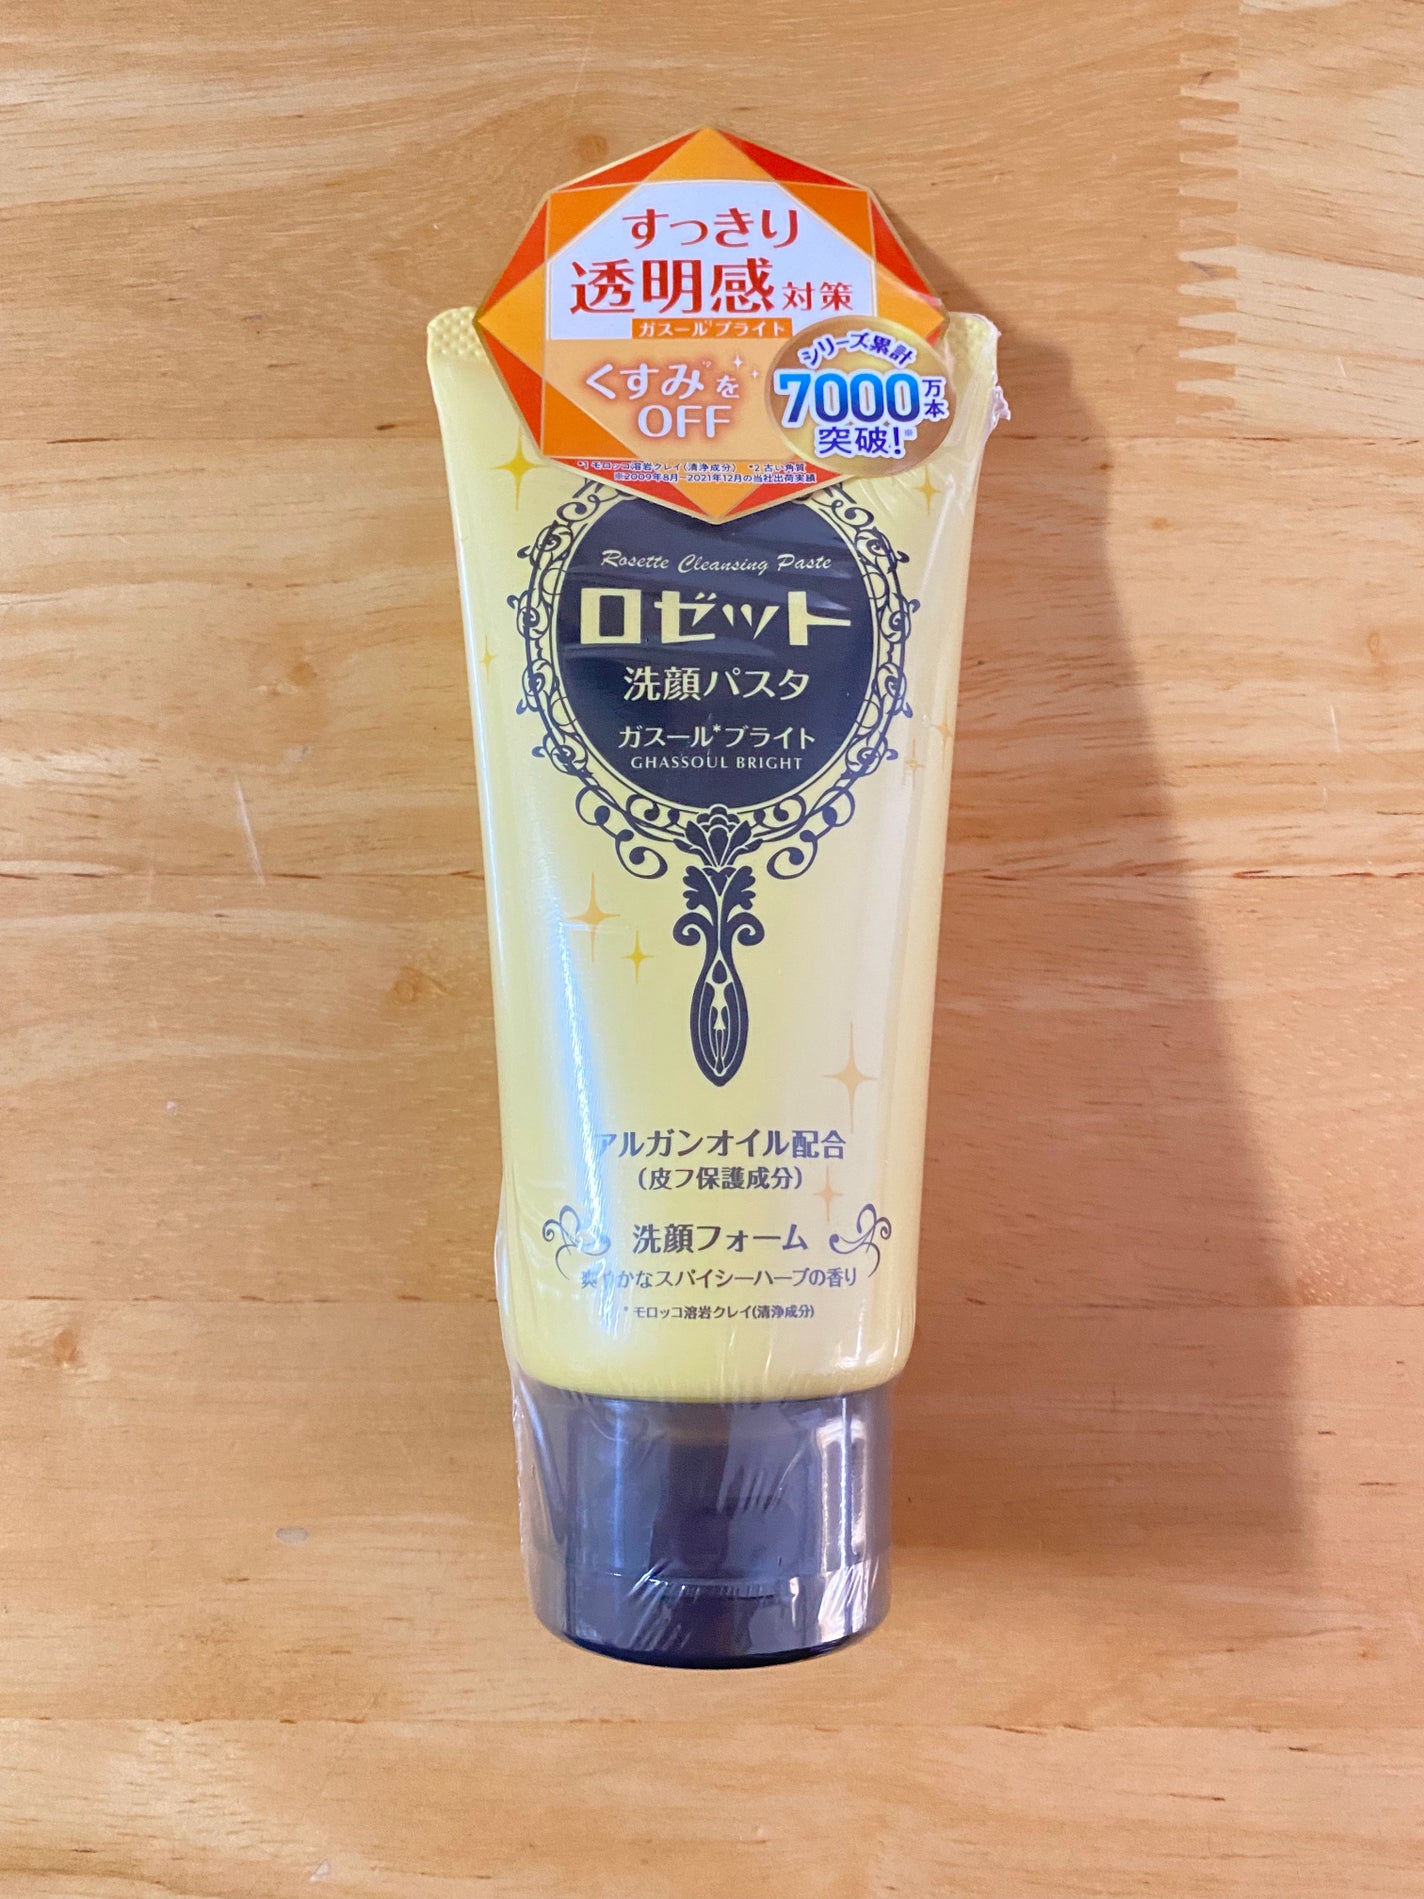 すっきり
透明感対策
ガスール*1ブライト
くすみ*2を
OFF
シリーズ累計
7000万本
突破!※
*1 モロッコ溶岩クレイ(清浄成分) *2 古い角質
※2009年8月~2021年12月の当社出荷実績
Rosette Cleansing Paste
ロゼット
洗顔パスタ
ガスール*ブライト
GHASSOUL BRIGHT
アルガンオイル配合
(皮フ保護成分)
洗顔フォーム
爽やかなスパイシーハーブの香り
*モロッコ溶岩クレイ(清浄成分)